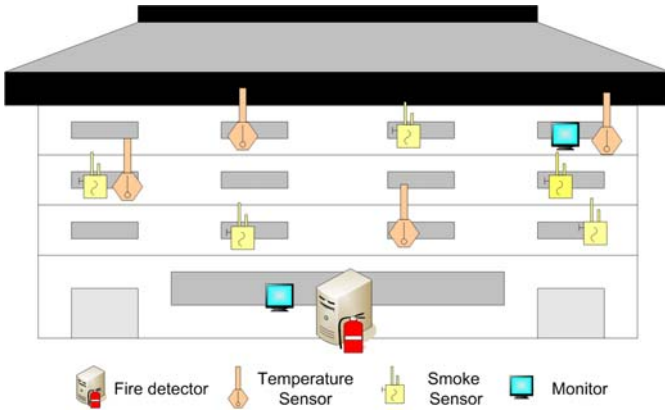 Fire detector
Temperature
Sensor
Smoke
Sensor
Monitor